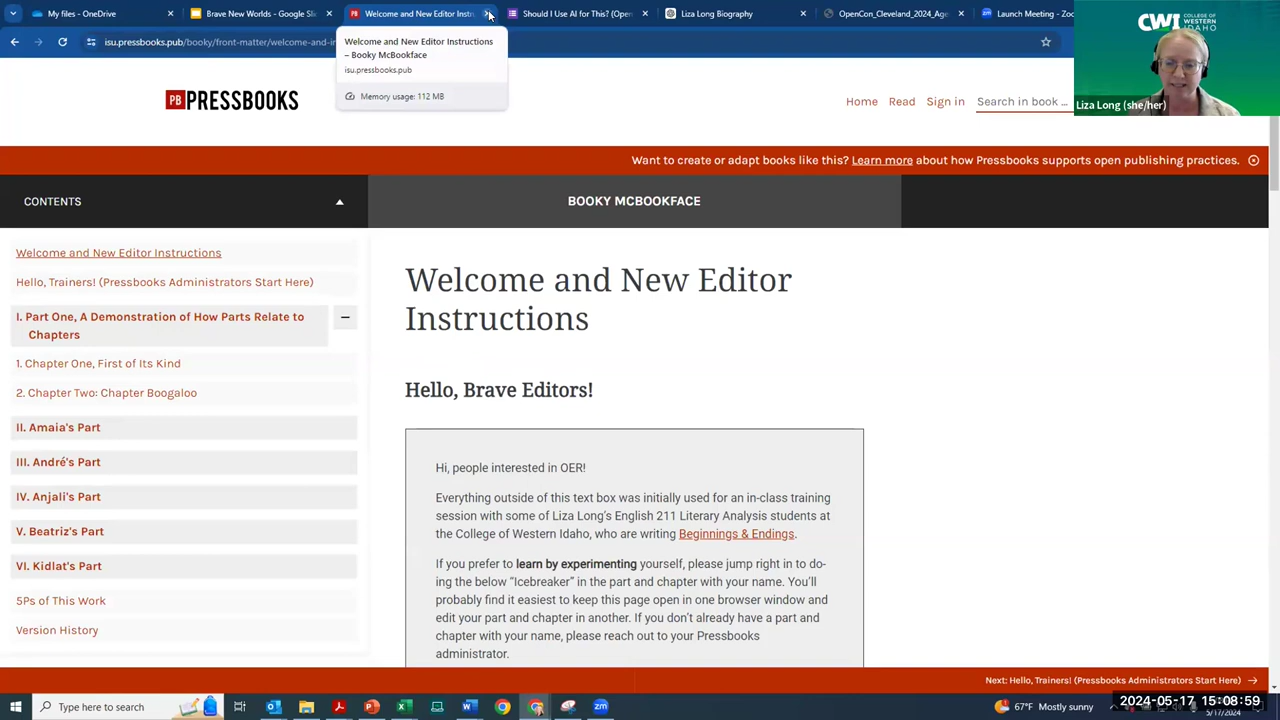 My files - OneDrive
Brave New Worlds - Google Sli
Welcome and New Editor Instru
Should I Use AI for This? (Ope
Liza Long Biography
OpenCon_Cleveland_2024_Age
Launch Meeting - Zoo
isu.pressbooks.pub/booky/front-matter/welcome-and-in
Welcome and New Editor Instructions
– Booky McBookface
isu.pressbooks.pub
Memory usage: 112 MB
CWI
COLLEGE OF
WESTERN
IDAHO
Liza Long (she/her)
PB PRESSBOOKS
Home
Read
Sign in
Search in book ...
Want to create or adapt books like this? Learn more about how Pressbooks supports open publishing practices.
CONTENTS
BOOKY MCBOOKFACE
Welcome and New Editor Instructions
Hello, Trainers! (Pressbooks Administrators Start Here)
I. Part One, A Demonstration of How Parts Relate to
Chapters
1. Chapter One, First of Its Kind
2. Chapter Two: Chapter Boogaloo
II. Amaia's Part
III. André's Part
IV. Anjali's Part
V. Beatriz's Part
VI. Kidlat's Part
5Ps of This Work
Version History
Welcome and New Editor
Instructions
Hello, Brave Editors!
Hi, people interested in OER!
Everything outside of this text box was initially used for an in-class training
session with some of Liza Long's English 211 Literary Analysis students at
the College of Western Idaho, who are writing Beginnings & Endings.
If you prefer to learn by experimenting yourself, please jump right in to do-
ing the below “Icebreaker” in the part and chapter with your name. You’ll
probably find it easiest to keep this page open in one browser window and
edit your part and chapter in another. If you don’t already have a part and
chapter with your name, please reach out to your Pressbooks
administrator.
Next: Hello, Trainers! (Pressbooks Administrators Start Here)
Type here to search
67°F Mostly sunny
2024-05-17 15:08:59
5/17/2024